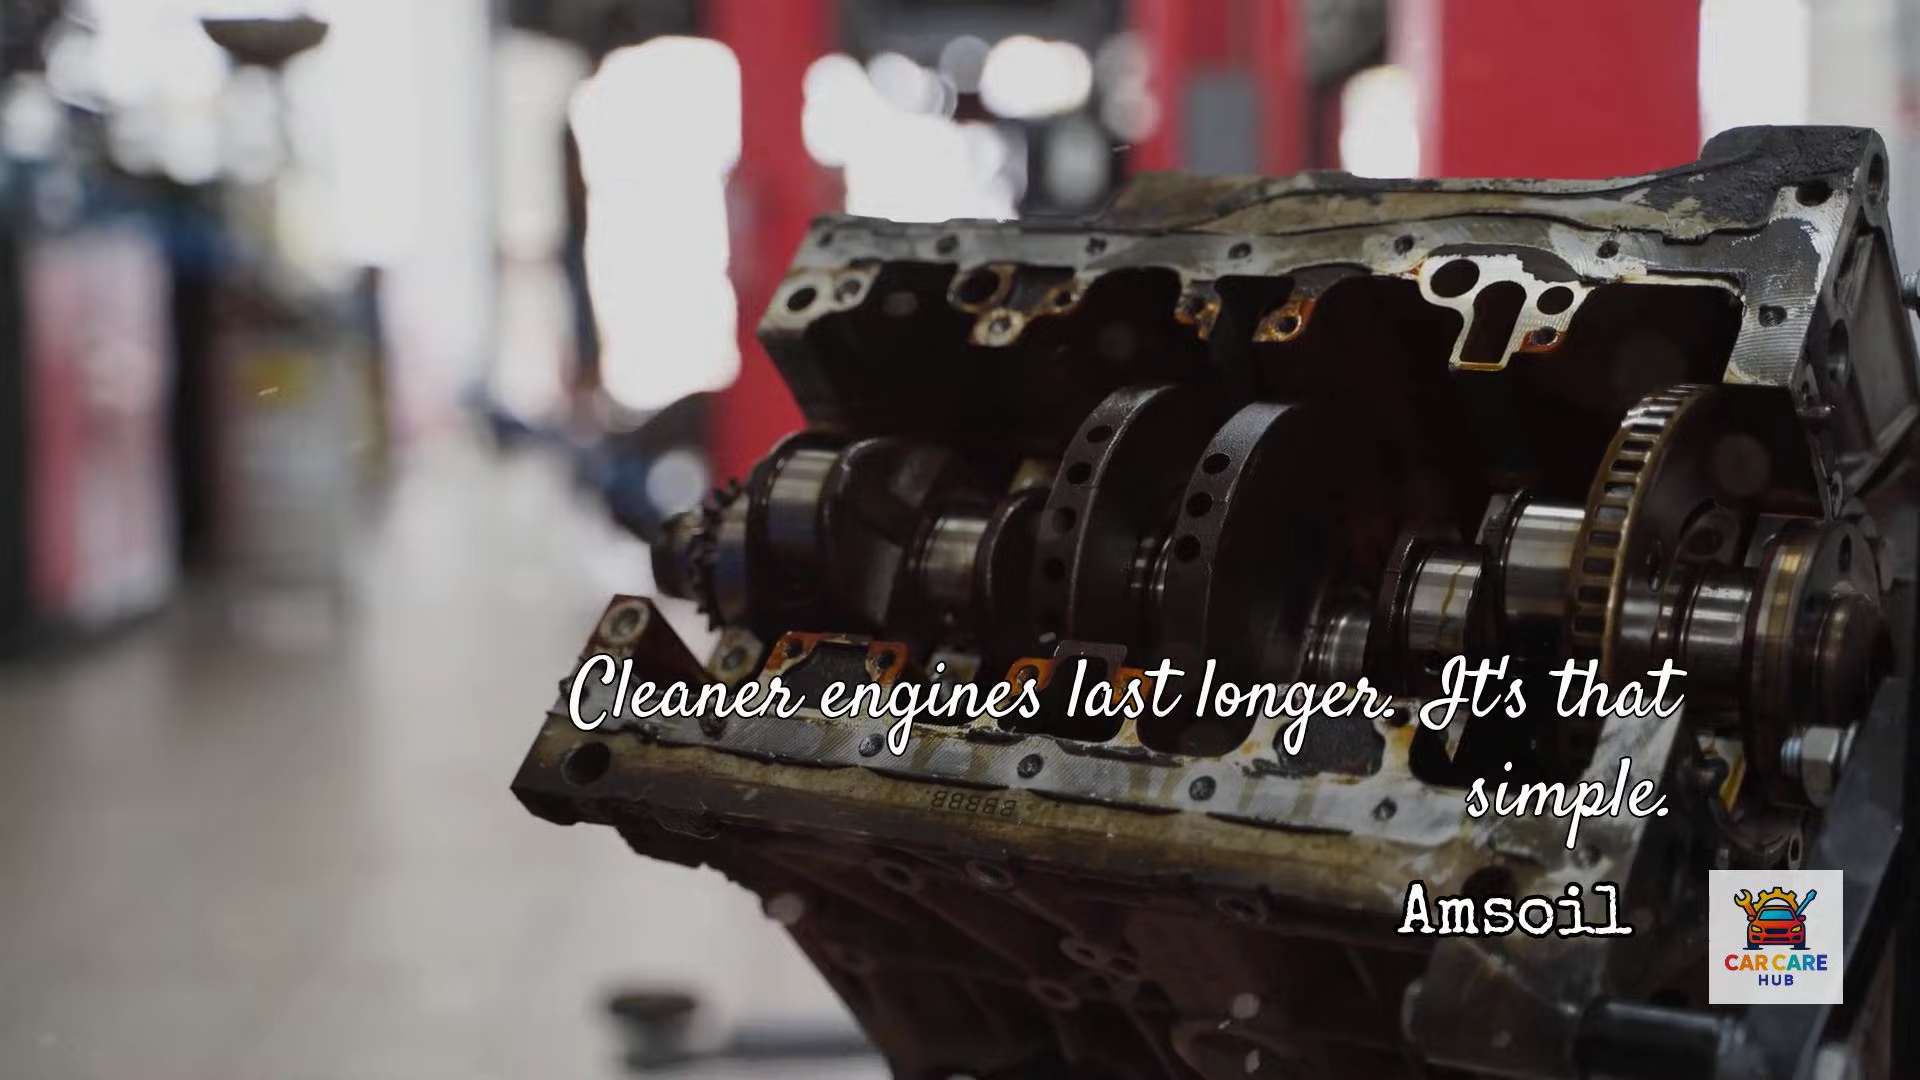 Cleaner engines last longer. It's that
simple.
Amsoil
CAR CARE
HUB